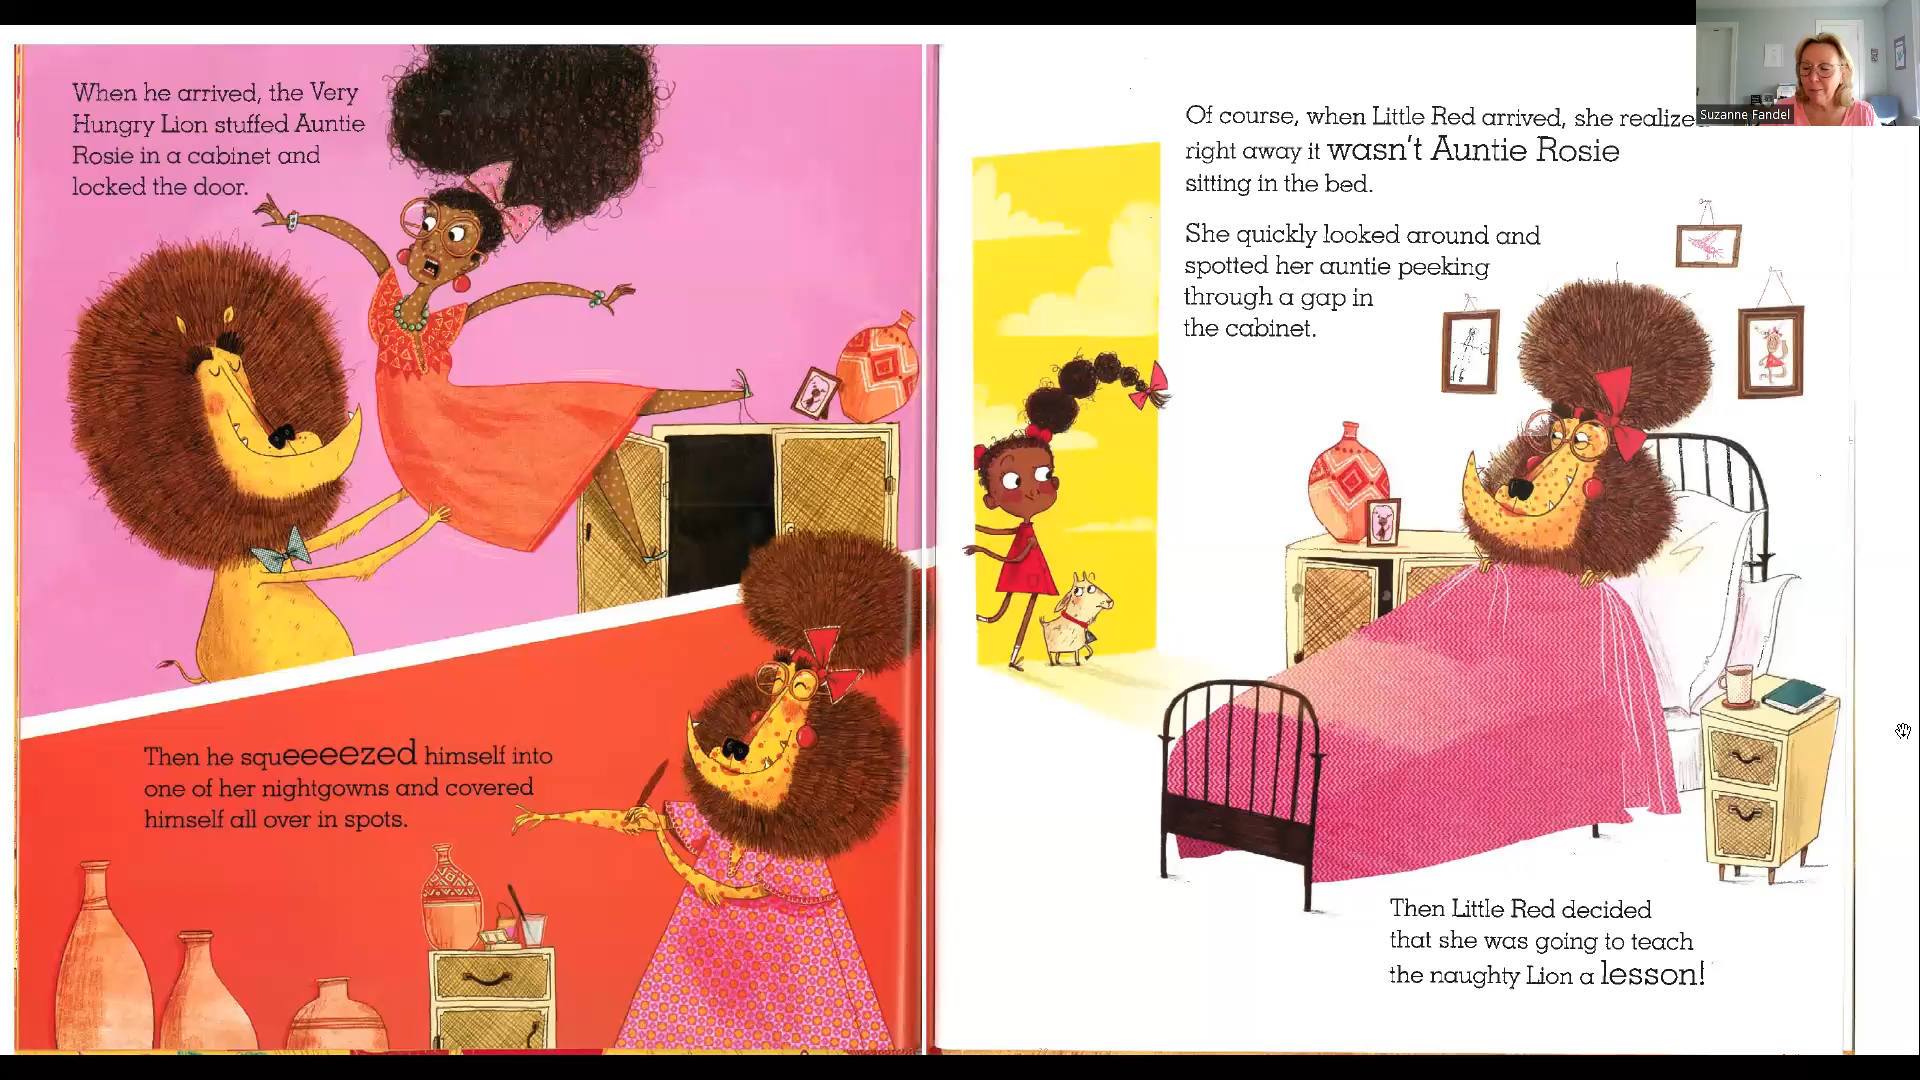 When he arrived, the Very
Hungry Lion stuffed Auntie
Rosie in a cabinet and
locked the door.
Then he squeeeezed himself into
one of her nightgowns and covered
himself all over in spots.
Of course, when Little Red arrived, she realize
right away it wasn't Auntie Rosie
sitting in the bed.
She quickly looked around and
spotted her auntie peeking
through a gap in
the cabinet.
Then Little Red decided
that she was going to teach
the naughty Lion a lesson!
Suzanne Fandel